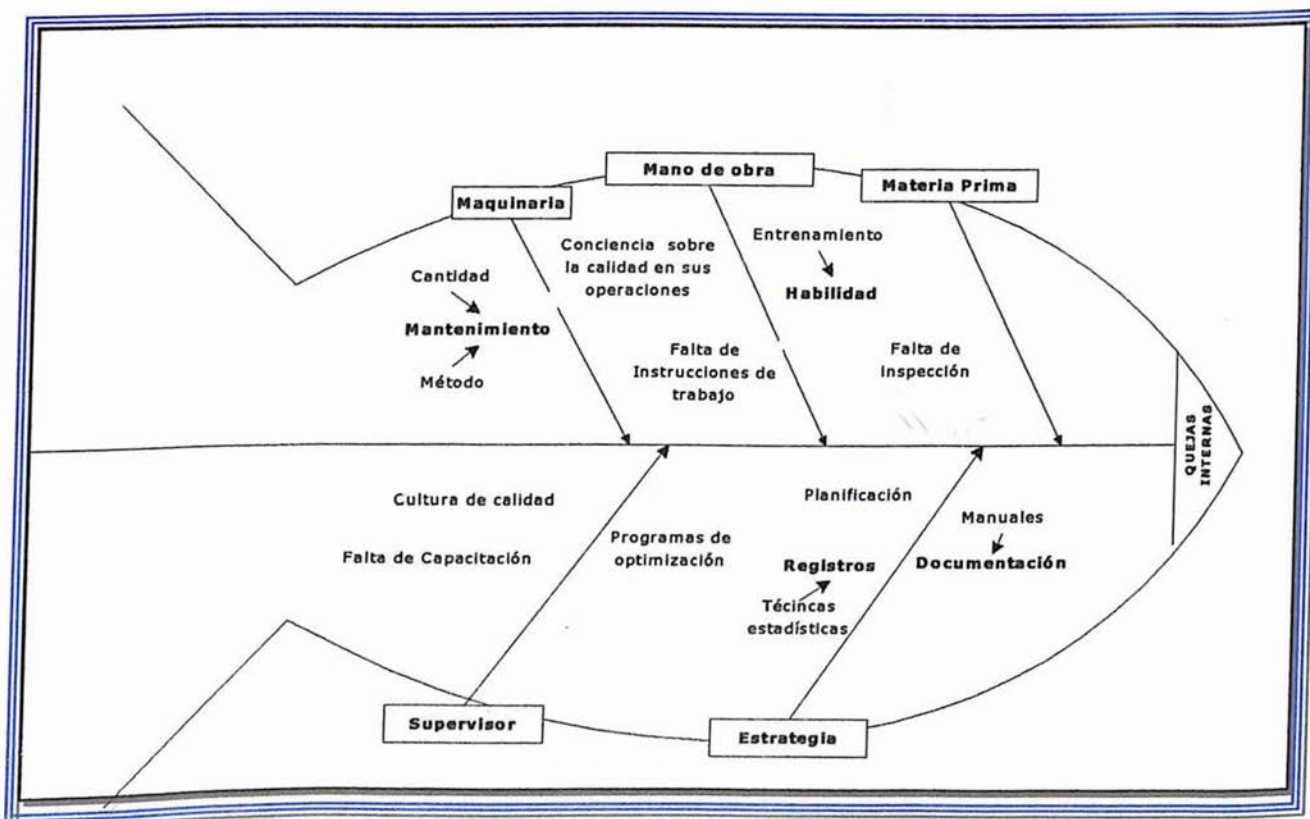 Mano de obra
Materia Prima
Maquinaria
Conciencia sobre
la calidad en sus
operaciones
Entrenamiento
Habilidad
Cantidad
Mantenimiento
Método
Falta de
Instrucciones de
trabajo
Falta de
inspección
QUEJAS
INTERNAS
Cultura de calidad
Falta de Capacitación
Programas de
optimización
Planificación
Registros
Técincas
estadísticas
Manuales
Documentación
Supervisor
Estrategia